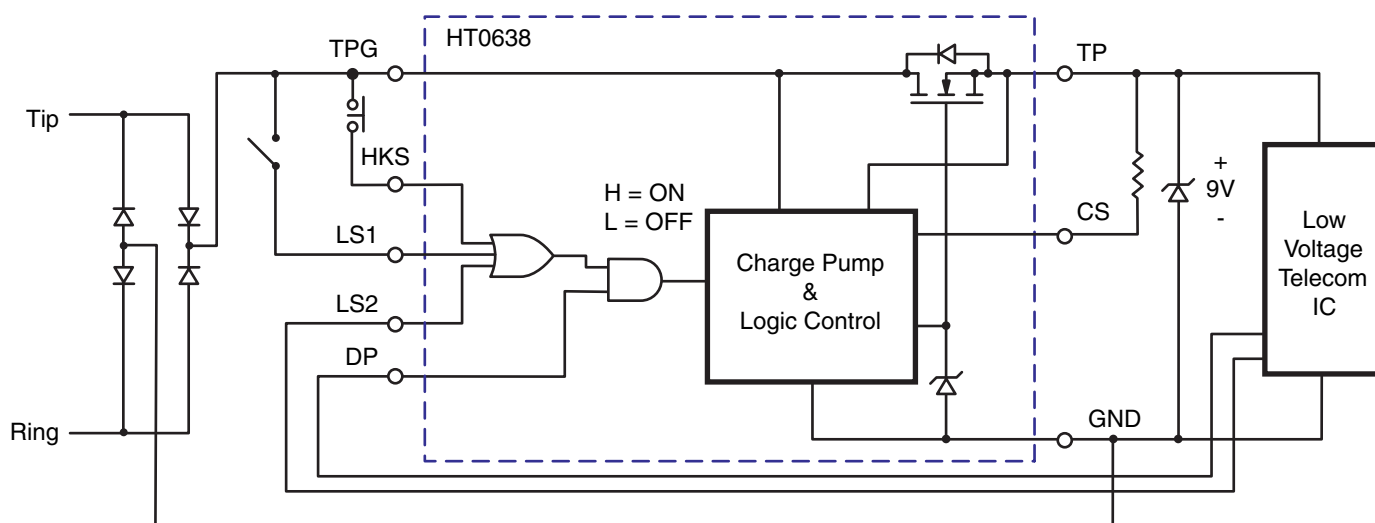 HT0638
TPG
TP
Tip
HKS
H = ON
L = OFF
LS1
CS
+
9V
-
Charge Pump
&
Logic Control
Low
Voltage
Telecom
IC
LS2
DP
Ring
GND